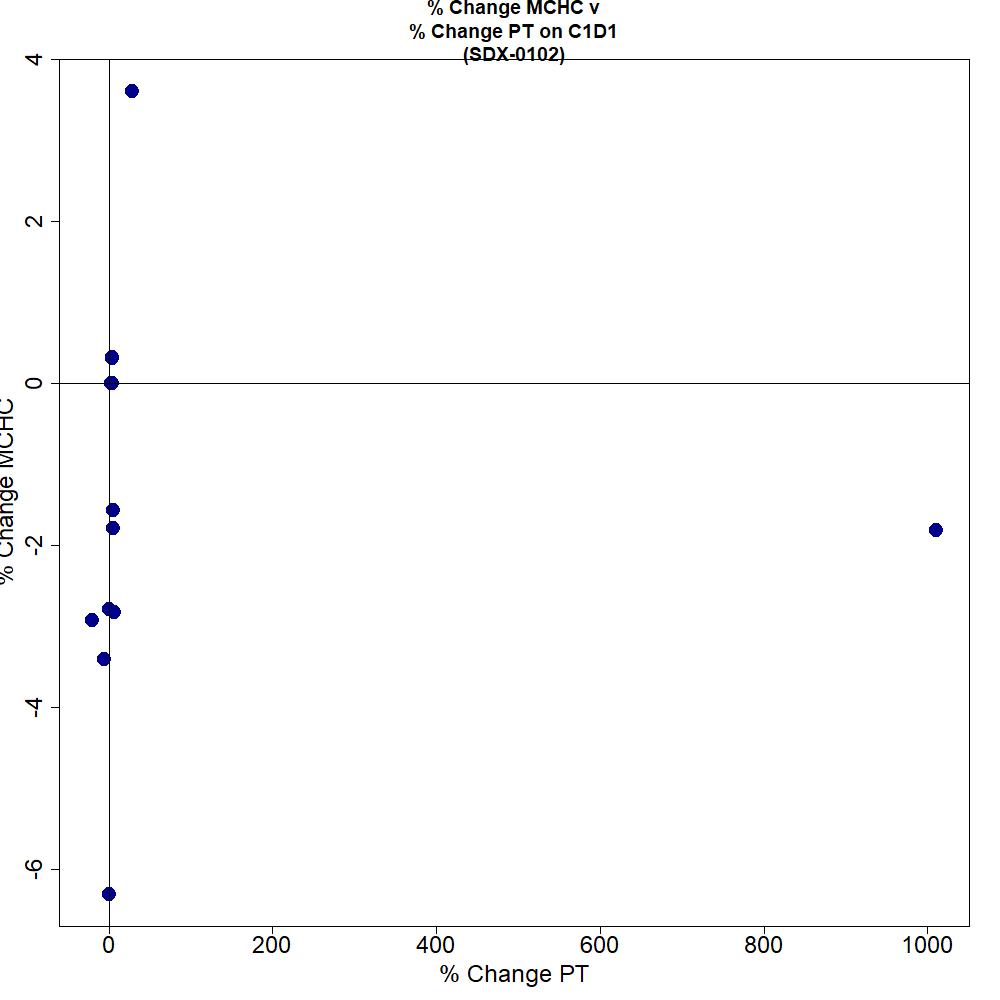 % Change MCHC v
% Change PT on C1D1
(SDX-0102)
4
2
0
-2
-4
-6
% Change MCHC
0 200 400 600 800 1000
% Change PT